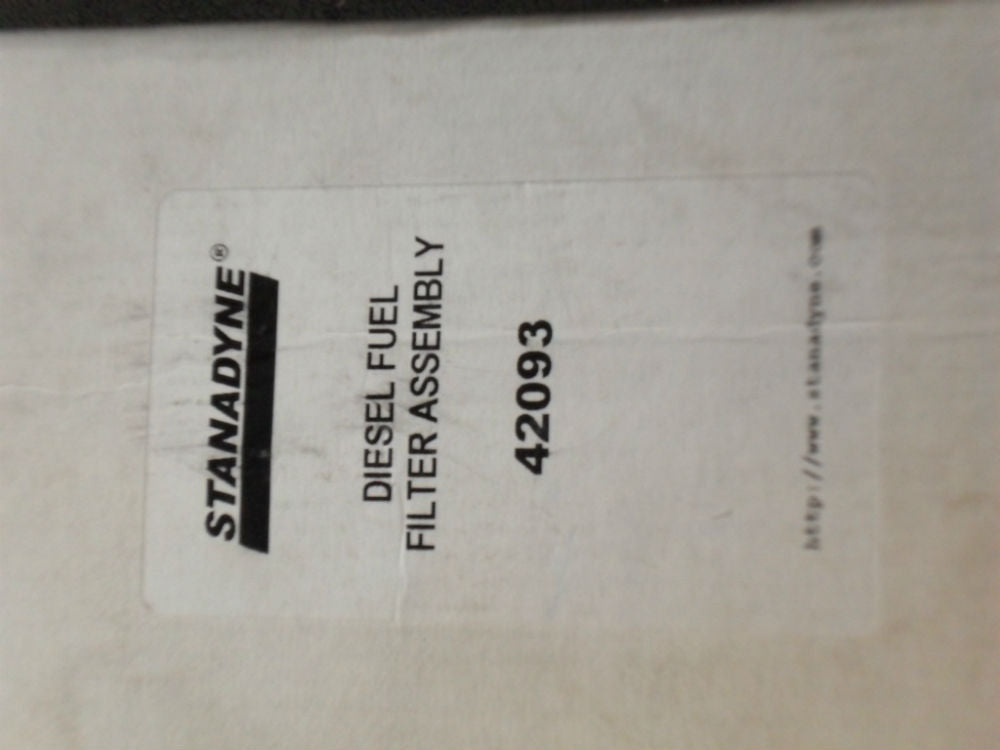 STANADYNE®
DIESEL FUEL
FILTER ASSEMBLY
42093
http://www.stanadyne.com